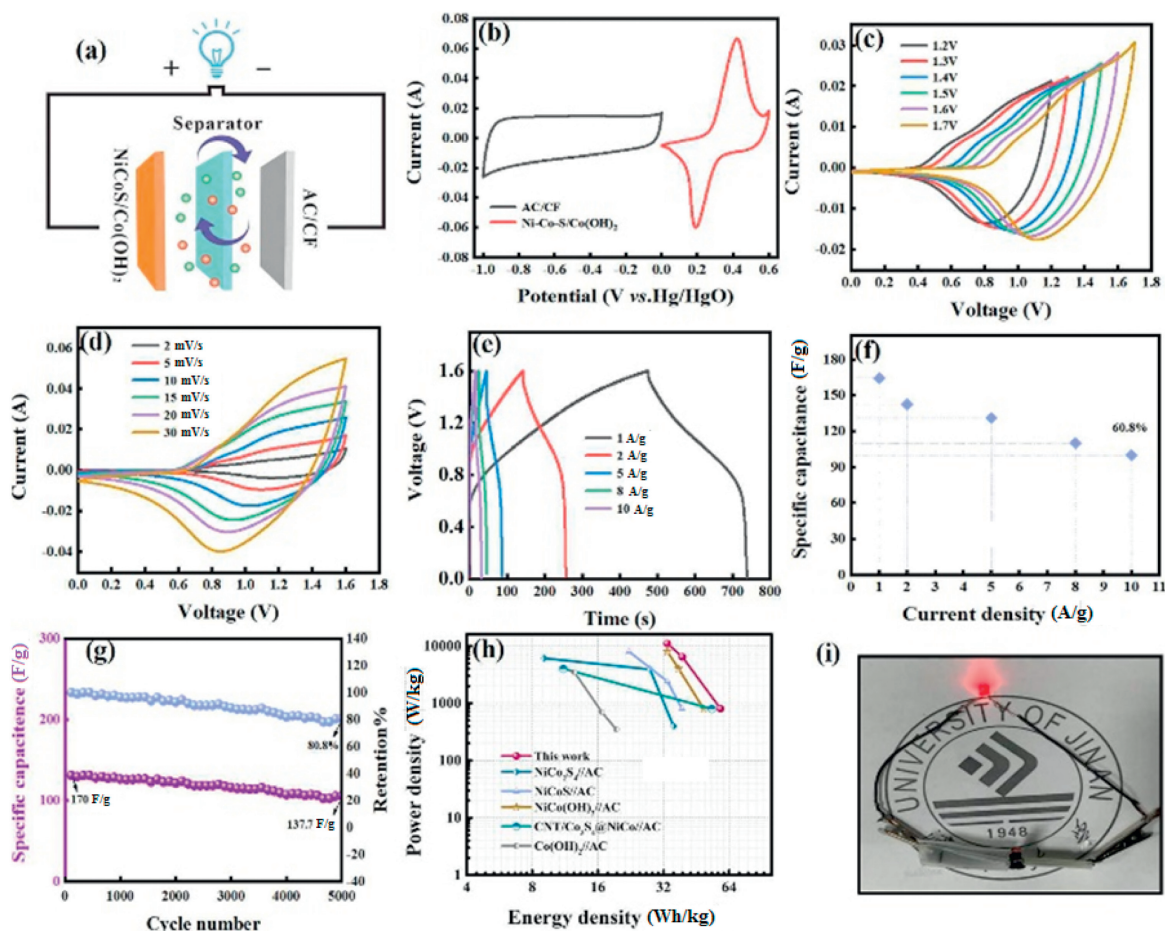 (a)
+
−
Separator
NiCoS/Co(OH)₂
AC/CF
(b)
Current (A)
0.08
0.06
0.04
0.02
0.00
-0.02
-0.04
-0.06
-0.08
AC/CF
Ni-Co-S/Co(OH)₂
-1.0 -0.8 -0.6 -0.4 -0.2 0.0 0.2 0.4 0.6
Potential (V vs.Hg/HgO)
(c)
Current (A)
0.03
0.02
0.01
0.00
-0.01
-0.02
1.2V
1.3V
1.4V
1.5V
1.6V
1.7V
0.0 0.2 0.4 0.6 0.8 1.0 1.2 1.4 1.6 1.8
Voltage (V)
(d)
Current (A)
0.06
0.04
0.02
0.00
-0.02
-0.04
2 mV/s
5 mV/s
10 mV/s
15 mV/s
20 mV/s
30 mV/s
0.0 0.2 0.4 0.6 0.8 1.0 1.2 1.4 1.6
Voltage (V)
(e)
Voltage (V)
2.0
1.6
1.2
0.8
0.4
0.0
1 A/g
2 A/g
5 A/g
8 A/g
10 A/g
0 100 200 300 400 500 600 700 800
Time (s)
(f)
Specific capacitance (F/g)
180
150
120
90
60
30
0
60.8%
0 1 2 3 4 5 6 7 8 9 10 11
Current density (A/g)
(g)
Specific capacitence (F/g)
300
200
100
0
140
120
100
80
60
40
20
0
-20
-40
Retention%
80.8%
170 F/g
137.7 F/g
0 1000 2000 3000 4000 5000
Cycle number
(h)
Power density (W/kg)
10000
1000
100
10
1
This work
NiCo₂S₄//AC
NiCoS//AC
NiCo(OH)₂//AC
Co(OH)₂//AC
4 8 16 32 64
Energy density (Wh/kg)
(i)
UNIVERSITY OF JINAN
1948